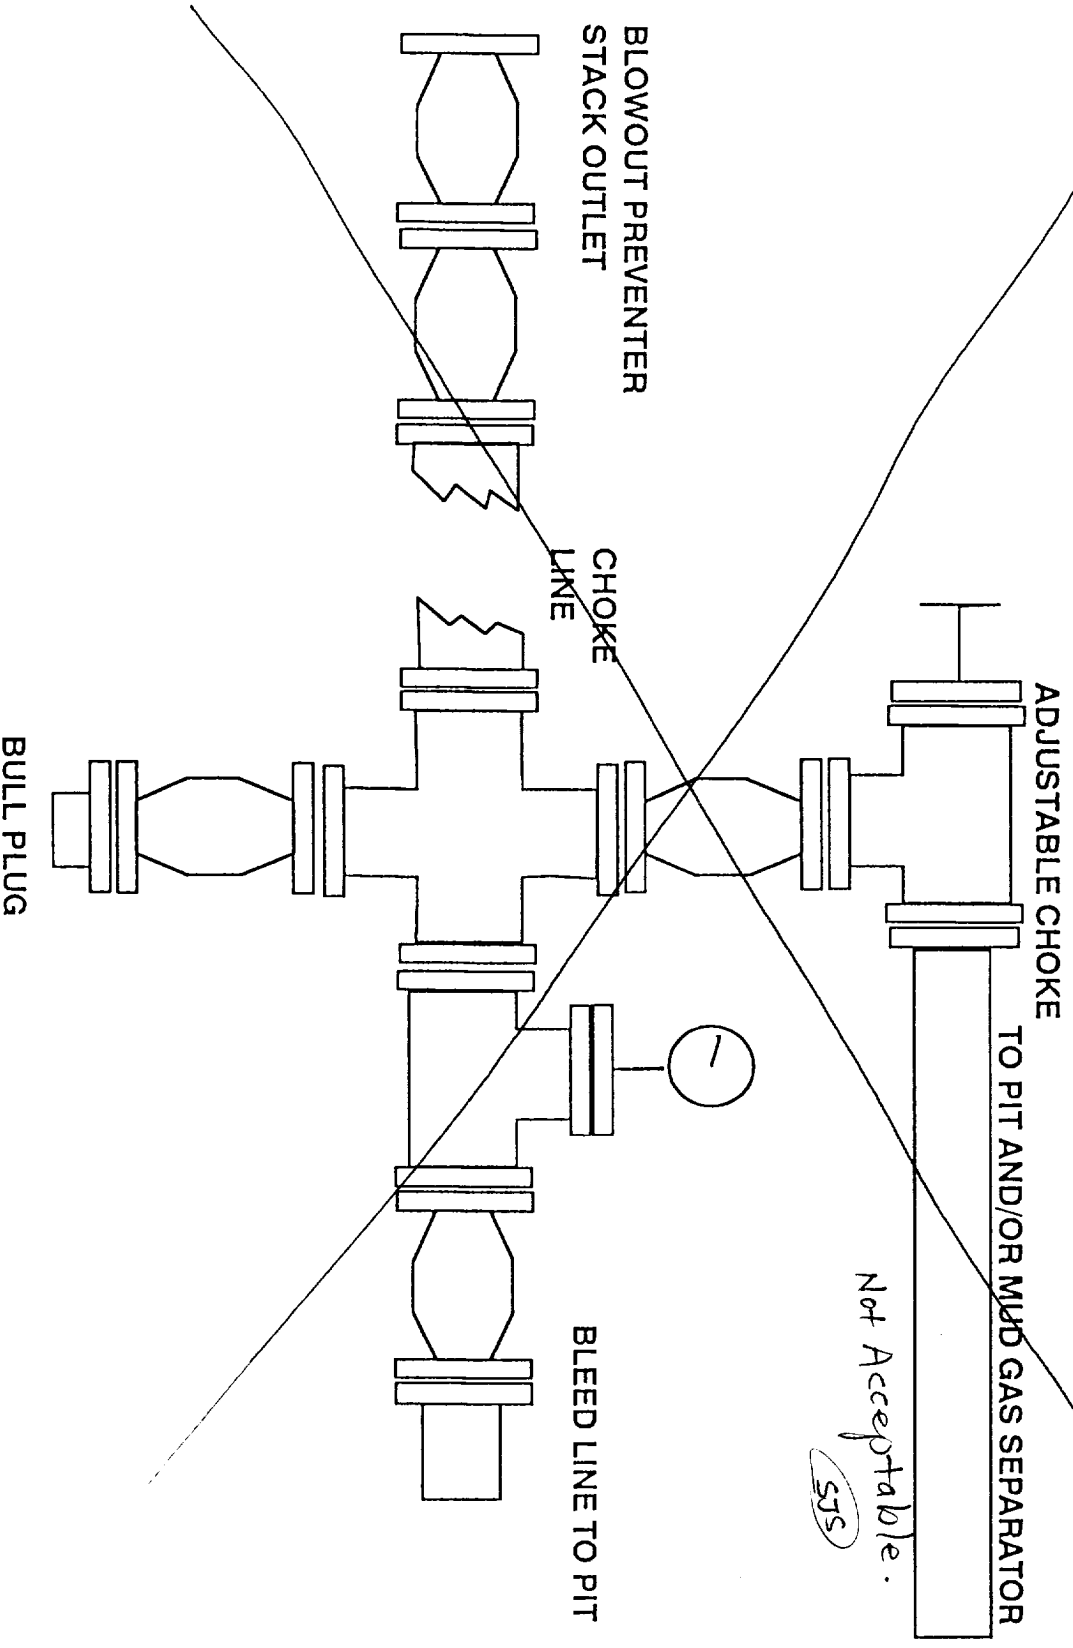 ADJUSTABLE CHOKE
TO PIT AND/OR MUD GAS SEPARATOR
Not Acceptable.
SJS
BLOWOUT PREVENTER
STACK OUTLET
CHOKE
LINE
BLEED LINE TO PIT
BULL PLUG